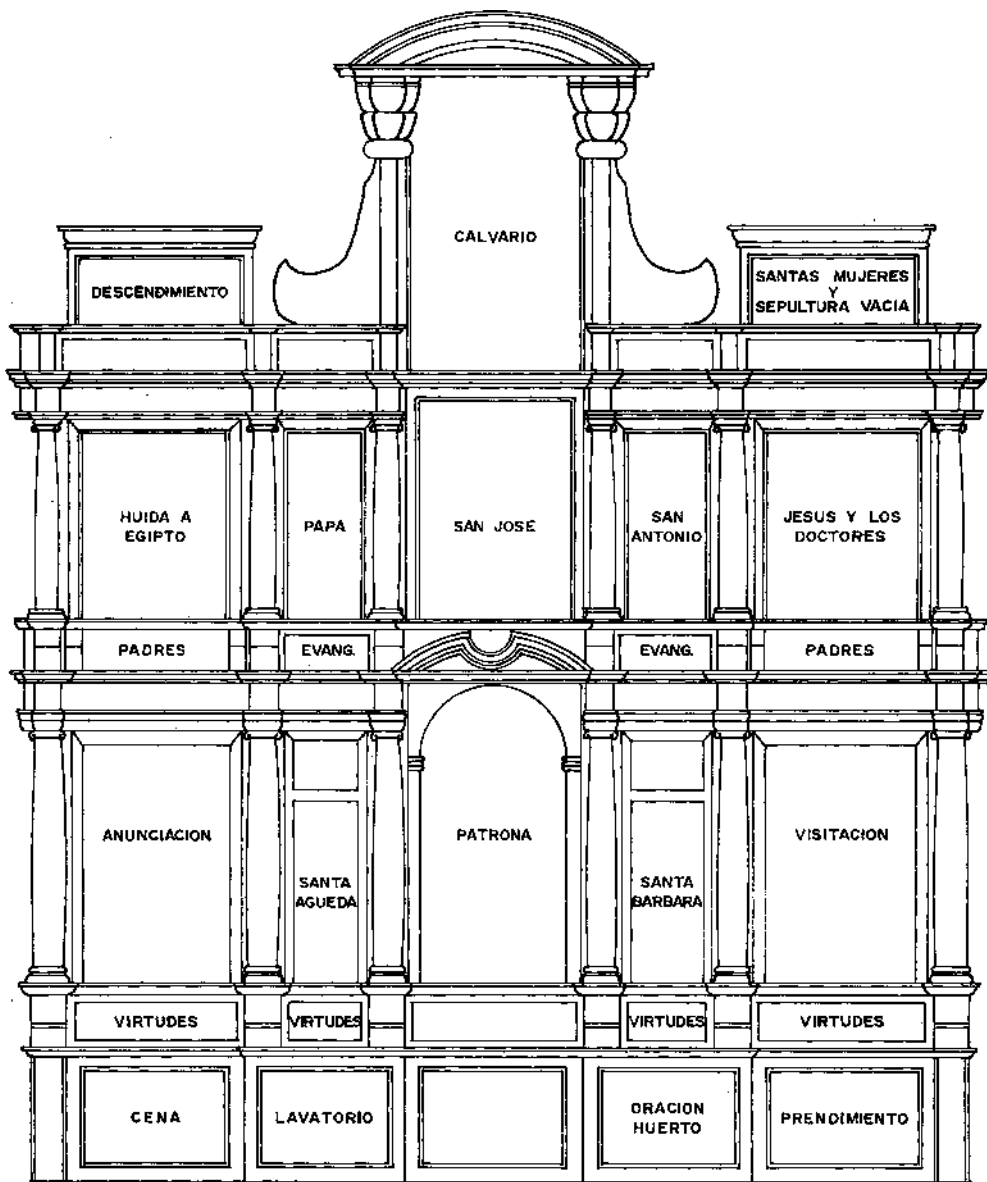 CALVARIO
DESCENDIMIENTO
SANTAS MUJERES
Y
SEPULTURA VACIA
HUIDA A
EGIPTO
PAPA
SAN JOSE
SAN
ANTONIO
JESUS Y LOS
DOCTORES
PADRES
EVANG.
EVANG.
PADRES
ANUNCIACION
SANTA
AGUEDA
PATRONA
SANTA
BARBARA
VISITACION
VIRTUDES
VIRTUDES
VIRTUDES
VIRTUDES
CENA
LAVATORIO
ORACION
HUERTO
PRENDIMIENTO